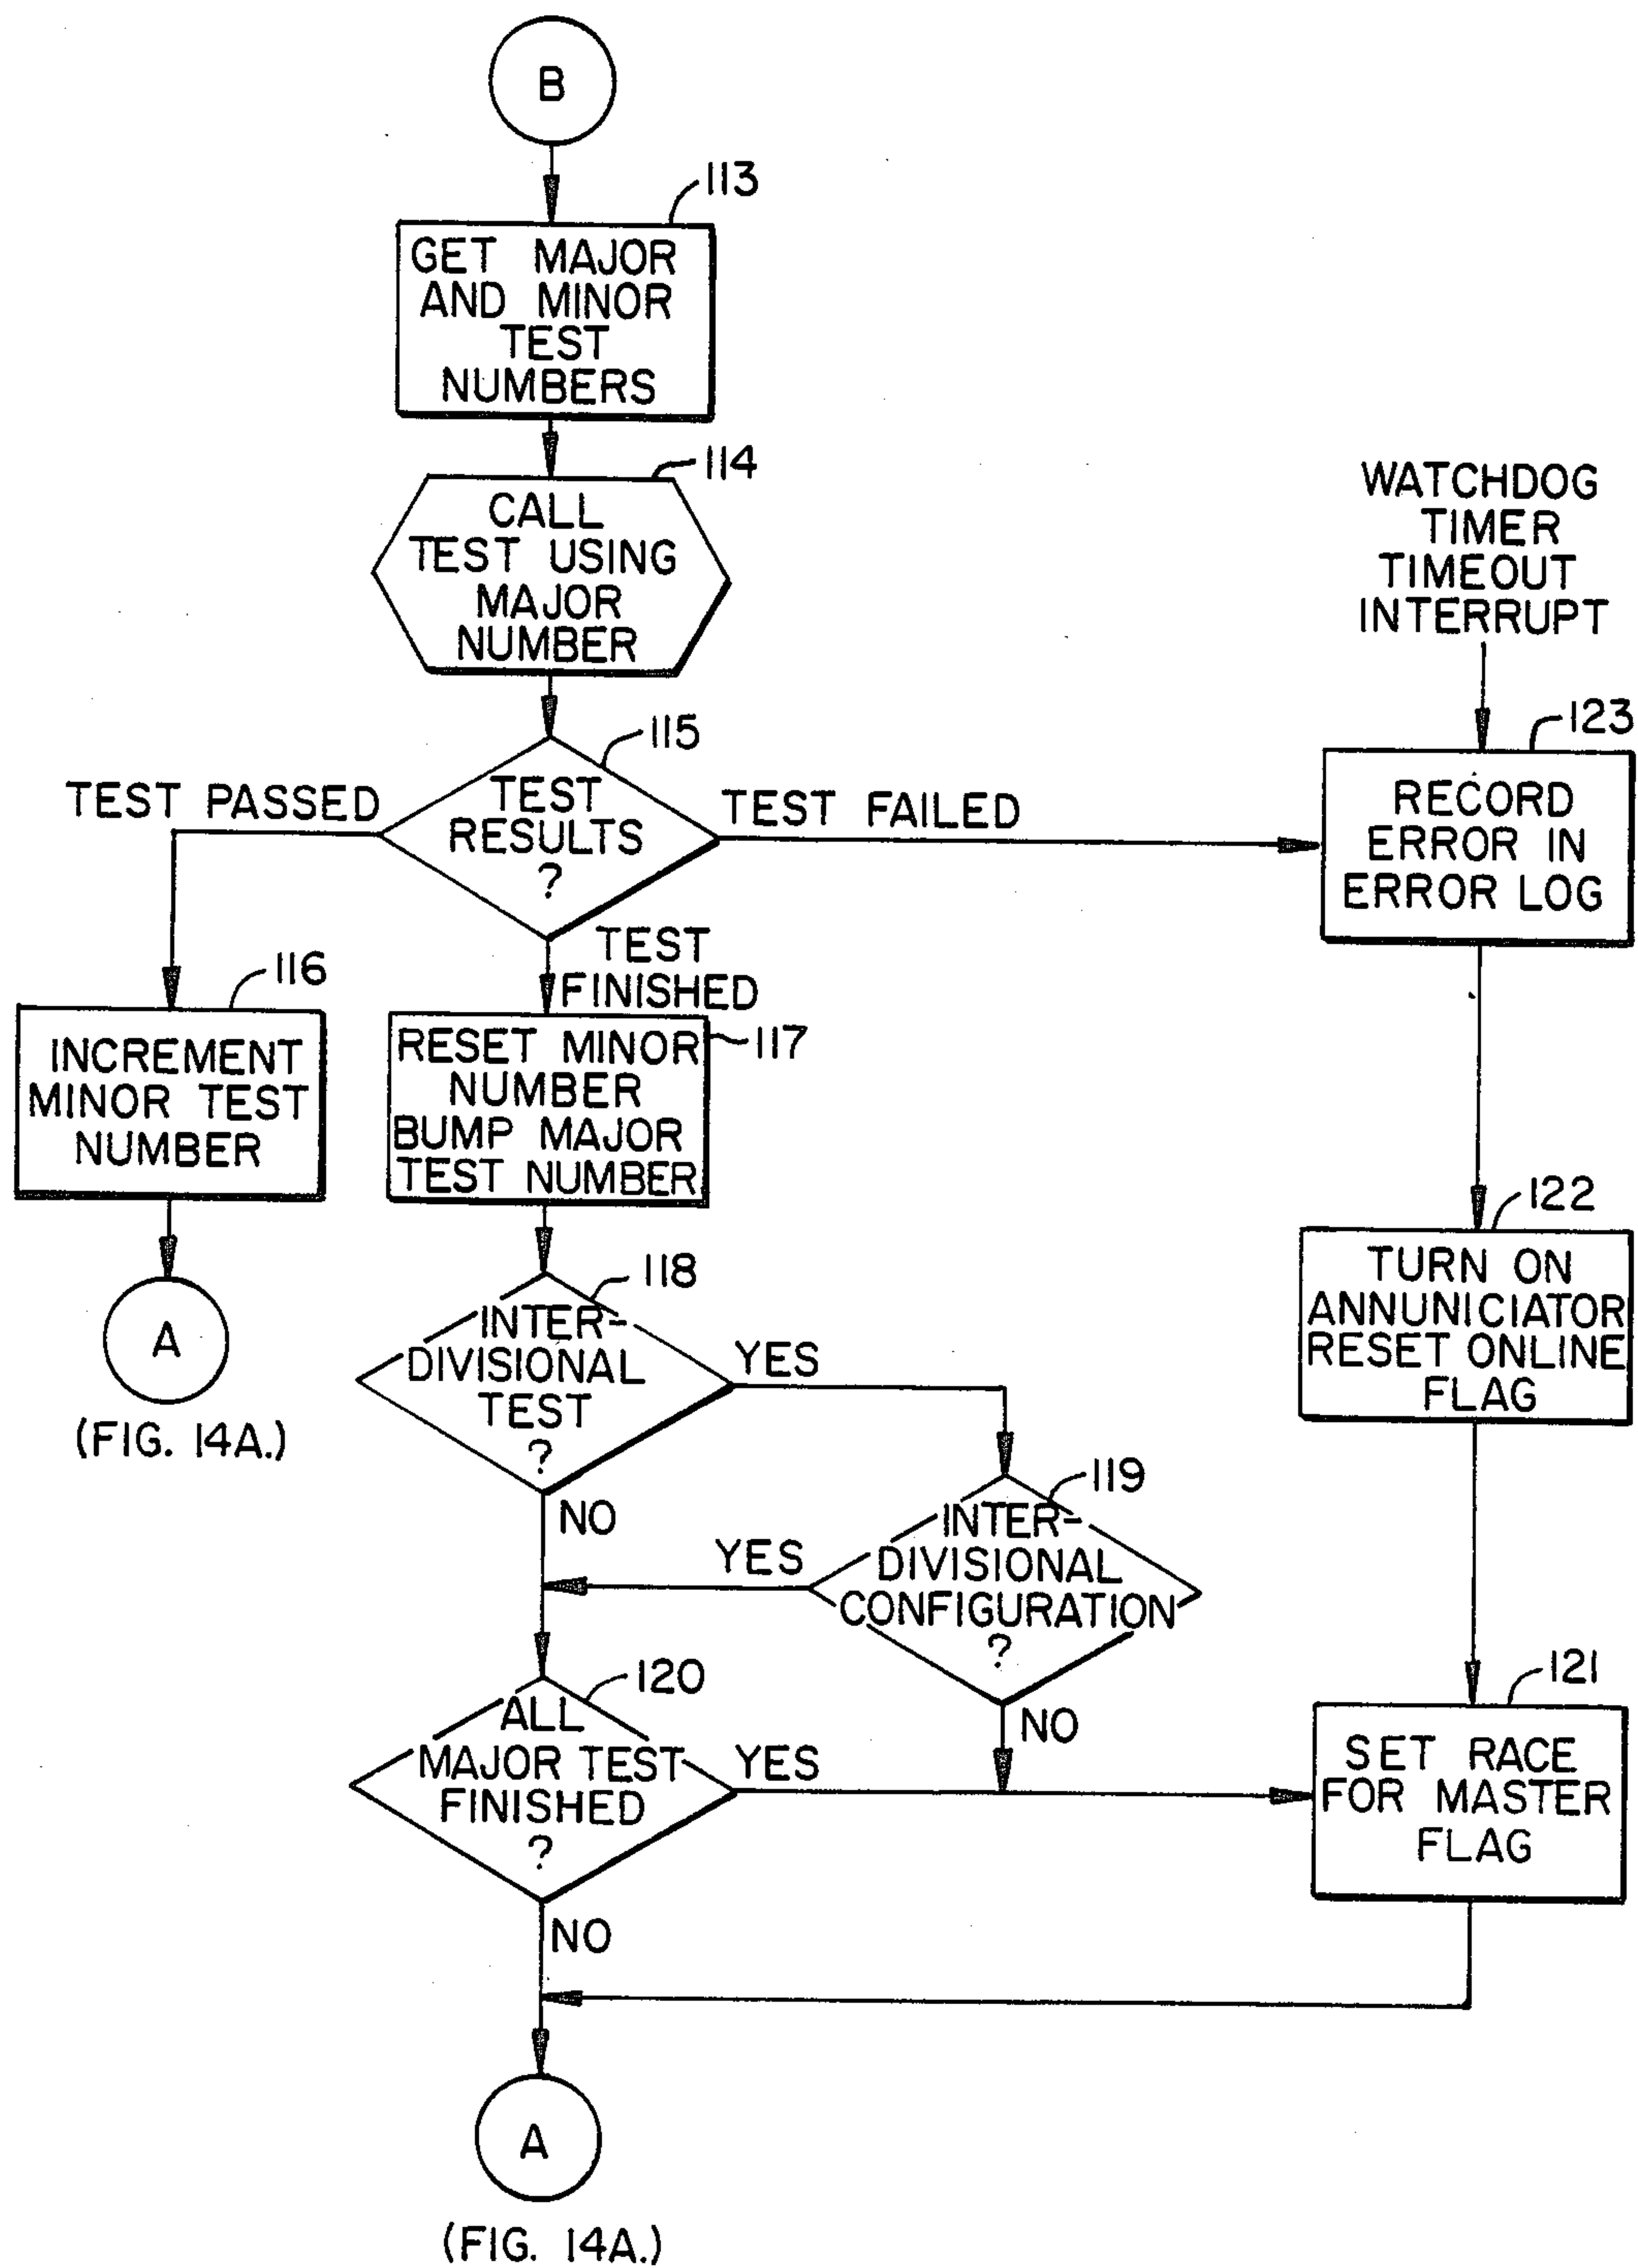 B
113
GET MAJOR
AND MINOR
TEST
NUMBERS
114
CALL
TEST USING
MAJOR
NUMBER
WATCHDOG
TIMER
TIMEOUT
INTERRUPT
115
TEST PASSED
TEST
RESULTS
?
TEST FAILED
123
RECORD
ERROR IN
ERROR LOG
TEST
FINISHED
116
INCREMENT
MINOR TEST
NUMBER
117
RESET MINOR
NUMBER
BUMP MAJOR
TEST NUMBER
A
(FIG. 14A.)
122
TURN ON
ANNUNICIATOR
RESET ONLINE
FLAG
118
INTER-
DIVISIONAL
TEST
?
YES
NO
119
INTER-
DIVISIONAL
CONFIGURATION
?
YES
NO
120
ALL
MAJOR TEST
FINISHED
?
YES
NO
121
SET RACE
FOR MASTER
FLAG
A
(FIG. 14A.)